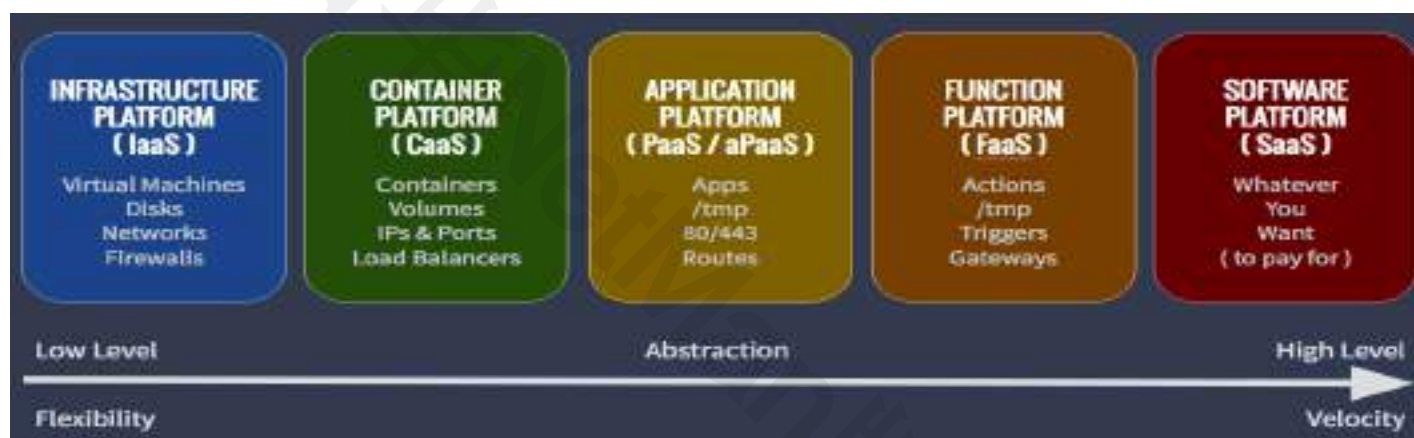 INFRASTRUCTURE
PLATFORM
( IaaS )
Virtual Machines
Disks
Networks
Firewalls
CONTAINER
PLATFORM
( CaaS )
Containers
Volumes
IPs & Ports
Load Balancers
APPLICATION
PLATFORM
( PaaS / aPaaS )
Apps
/tmp
80/443
Routes
FUNCTION
PLATFORM
( FaaS )
Actions
/tmp
Triggers
Gateways
SOFTWARE
PLATFORM
( SaaS )
Whatever
You
Want
( to pay for )
Low Level
Abstraction
High Level
Flexibility
Velocity